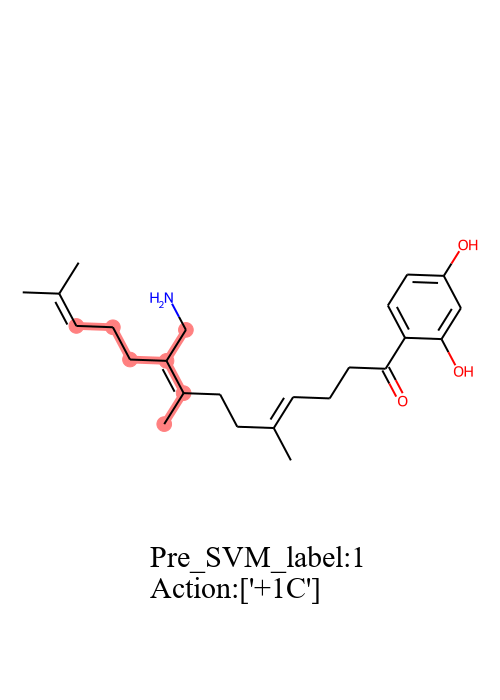 OH
H2N
OH
O
Pre_SVM_label:1
Action:['+1C']